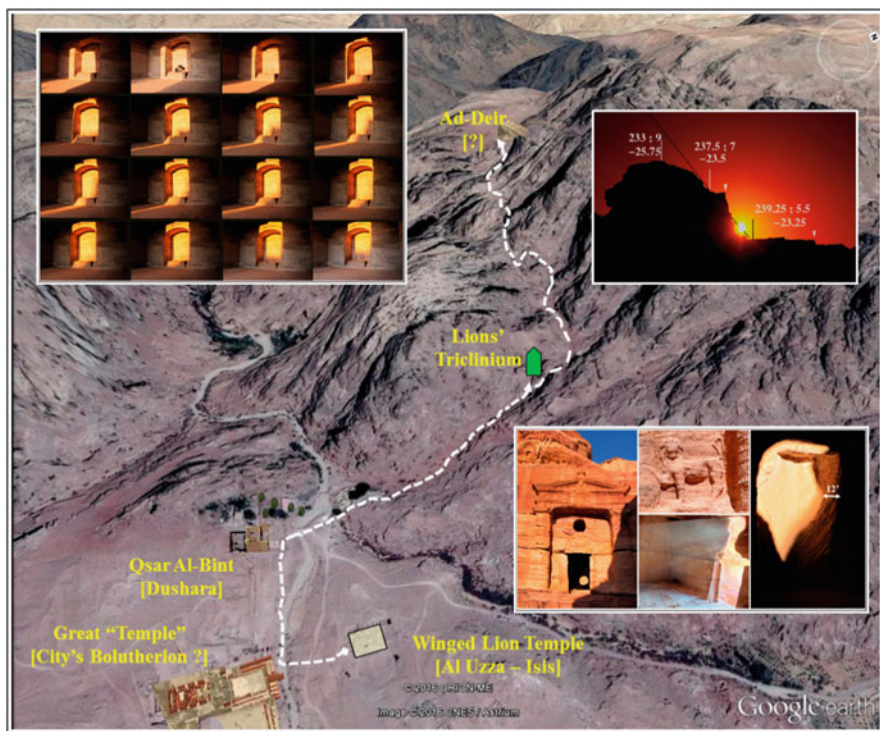 Ad-Deir
[?]
233 : 9
−25.75
237.5 : 7
−23.5
239.25 : 5.5
−23.25
Lions'
Triclinium
12'
Qsar Al-Bint
[Dushara]
Great "Temple"
[City's Bolutherion ?]
Winged Lion Temple
[Al Uzza – Isis]
© 2016 ORION-ME
Image © 2016 CNES / Astrium
Google earth